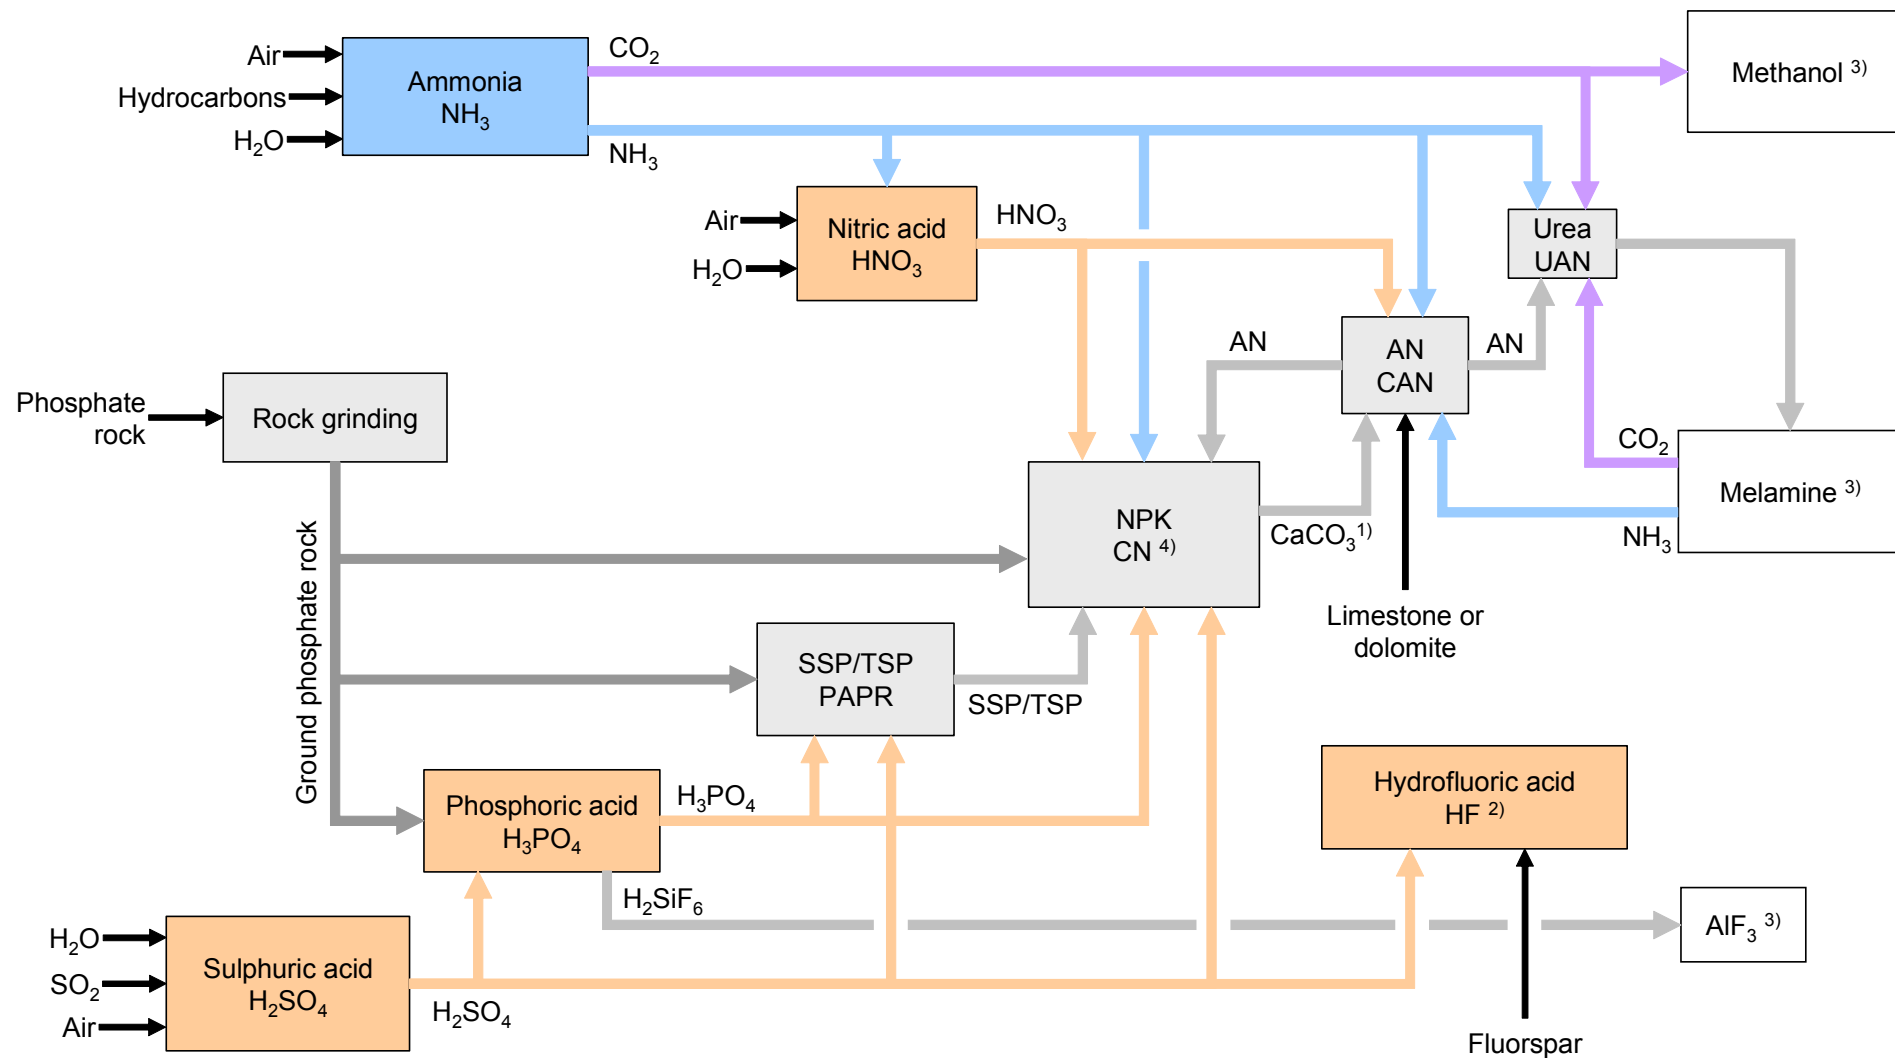 Air
Hydrocarbons
H₂O
Ammonia
NH₃
CO₂
NH₃
Methanol ³⁾
Air
H₂O
Nitric acid
HNO₃
HNO₃
Urea
UAN
AN
AN
CAN
AN
Phosphate
rock
Rock grinding
CO₂
Melamine ³⁾
NH₃
NPK
CN ⁴⁾
CaCO₃¹⁾
Limestone or
dolomite
Ground phosphate rock
SSP/TSP
PAPR
SSP/TSP
Phosphoric acid
H₃PO₄
H₃PO₄
H₂SiF₆
Hydrofluoric acid
HF ²⁾
AlF₃ ³⁾
H₂O
SO₂
Air
Sulphuric acid
H₂SO₄
H₂SO₄
Fluorspar